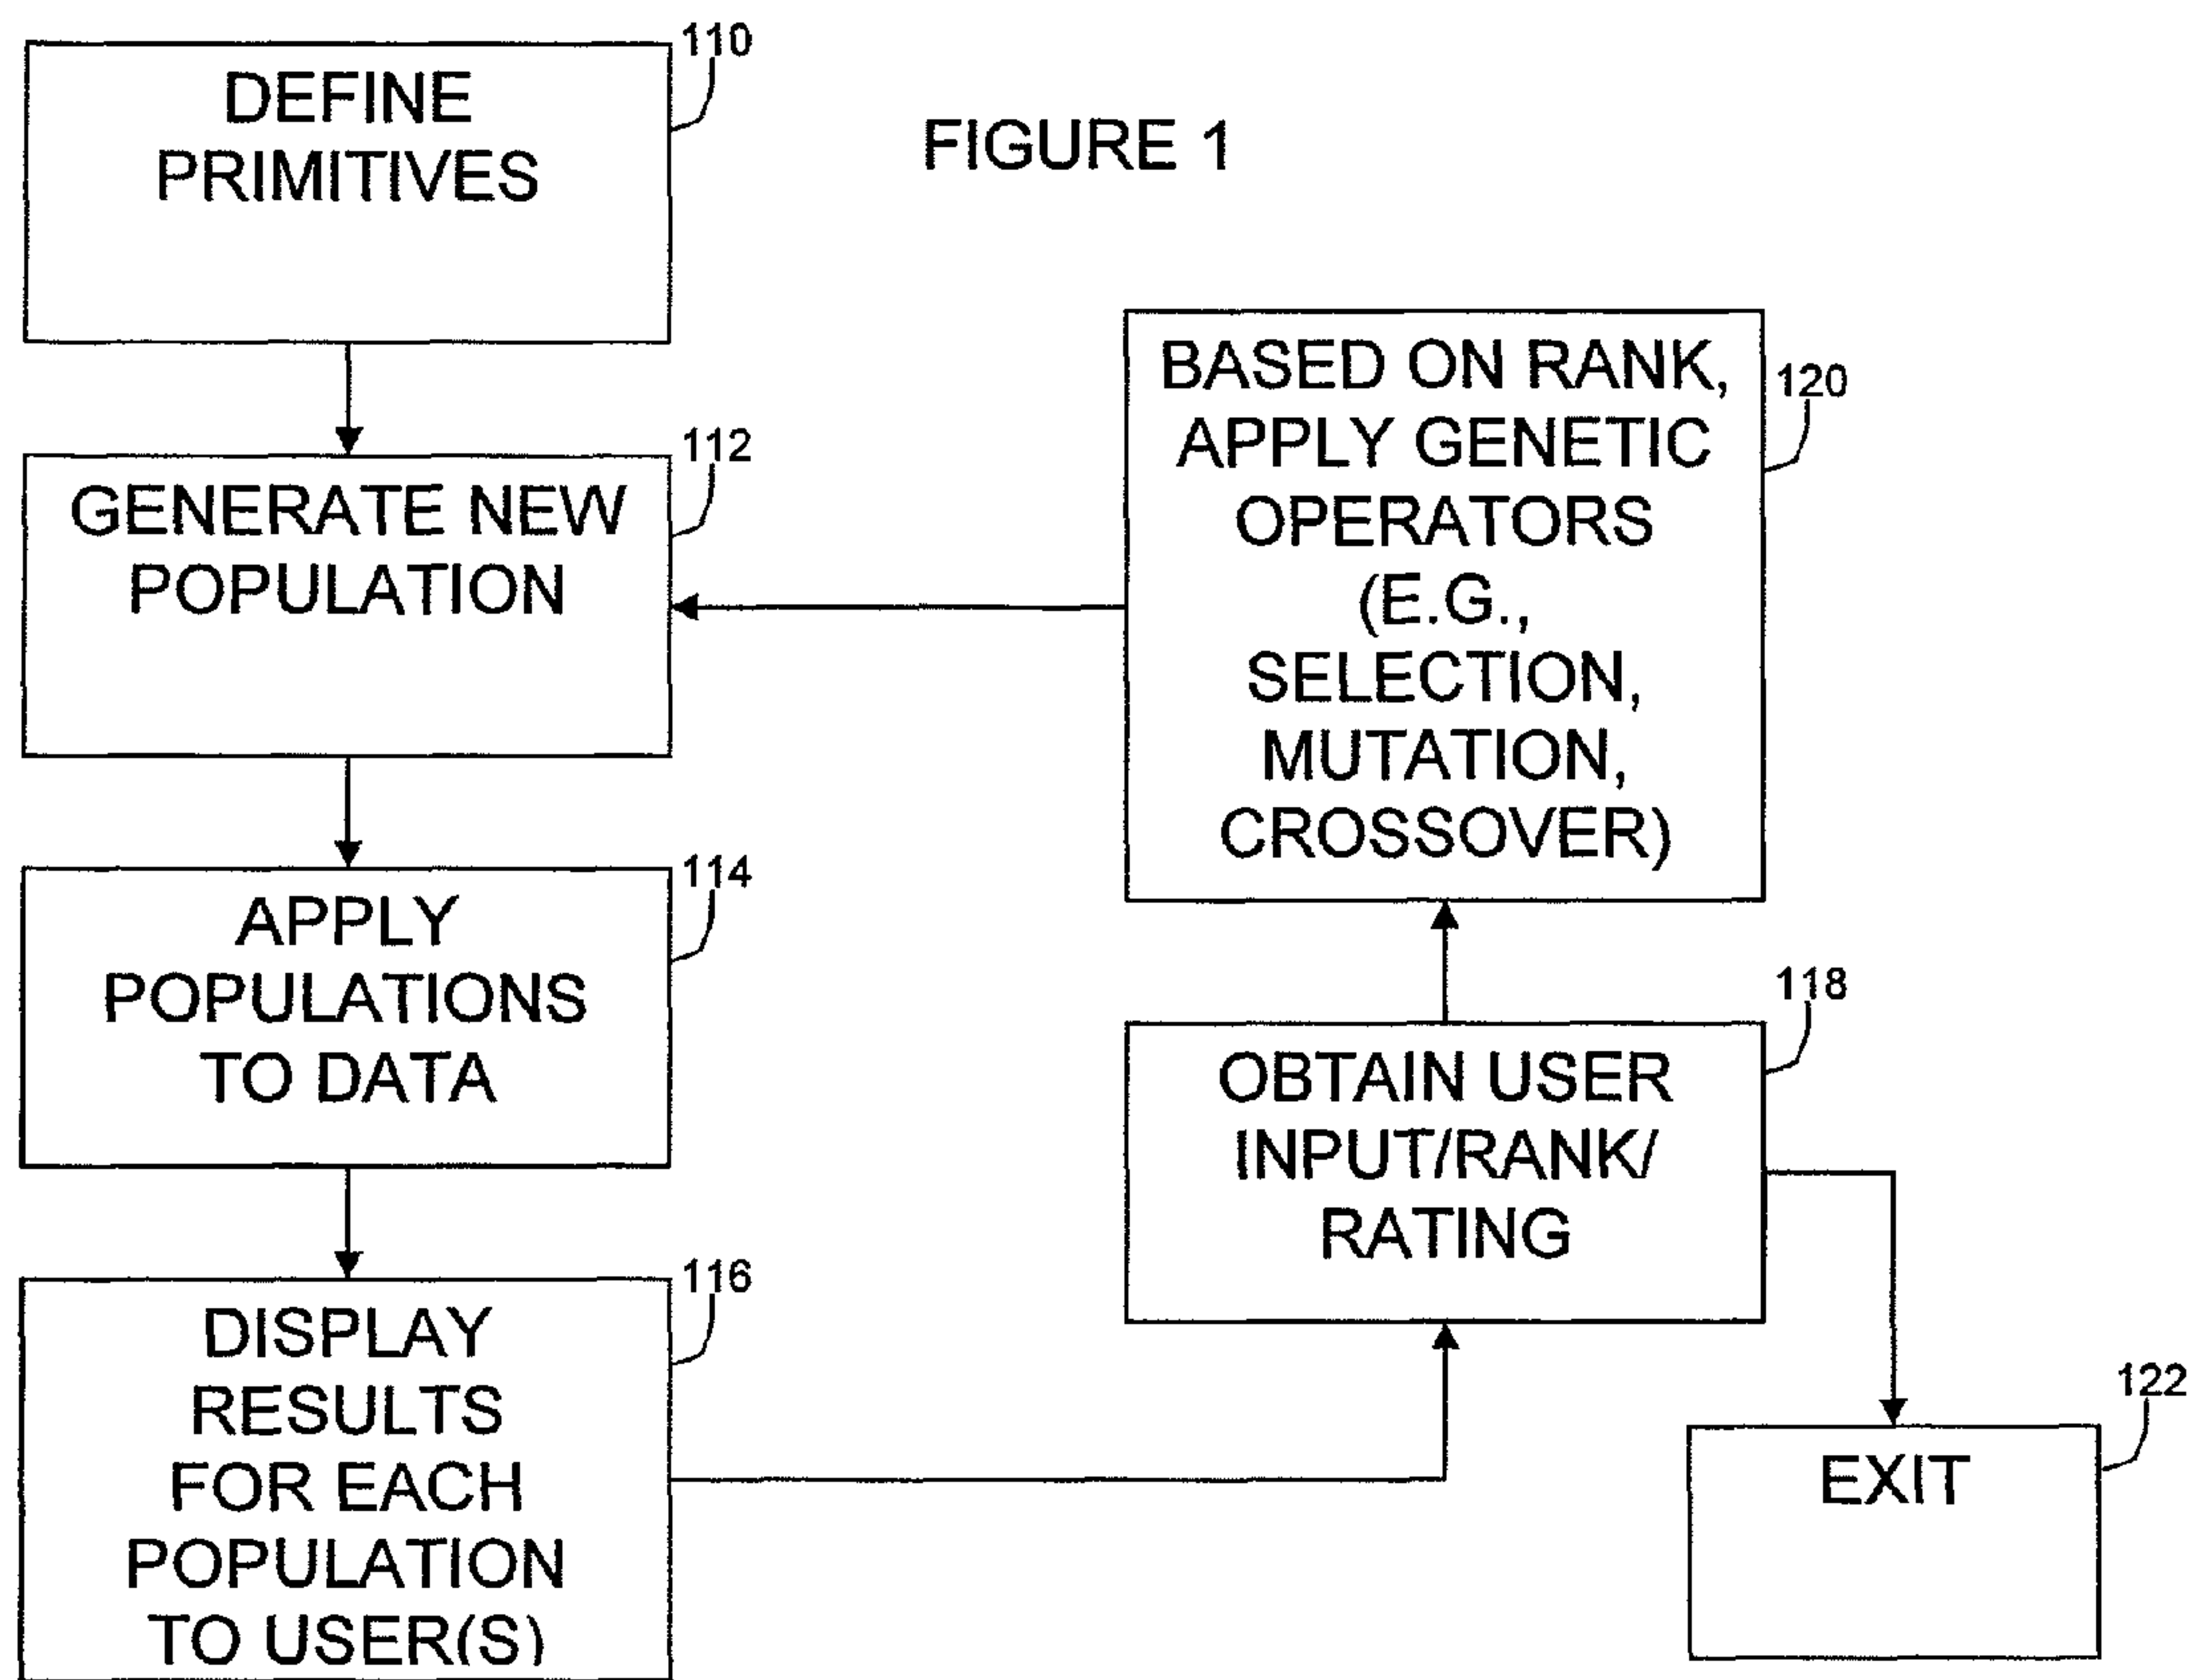 FIGURE 1
110
DEFINE
PRIMITIVES
112
GENERATE NEW
POPULATION
114
APPLY
POPULATIONS
TO DATA
116
DISPLAY
RESULTS
FOR EACH
POPULATION
TO USER(S)
118
OBTAIN USER
INPUT/RANK/
RATING
120
BASED ON RANK,
APPLY GENETIC
OPERATORS
(E.G.,
SELECTION,
MUTATION,
CROSSOVER)
122
EXIT